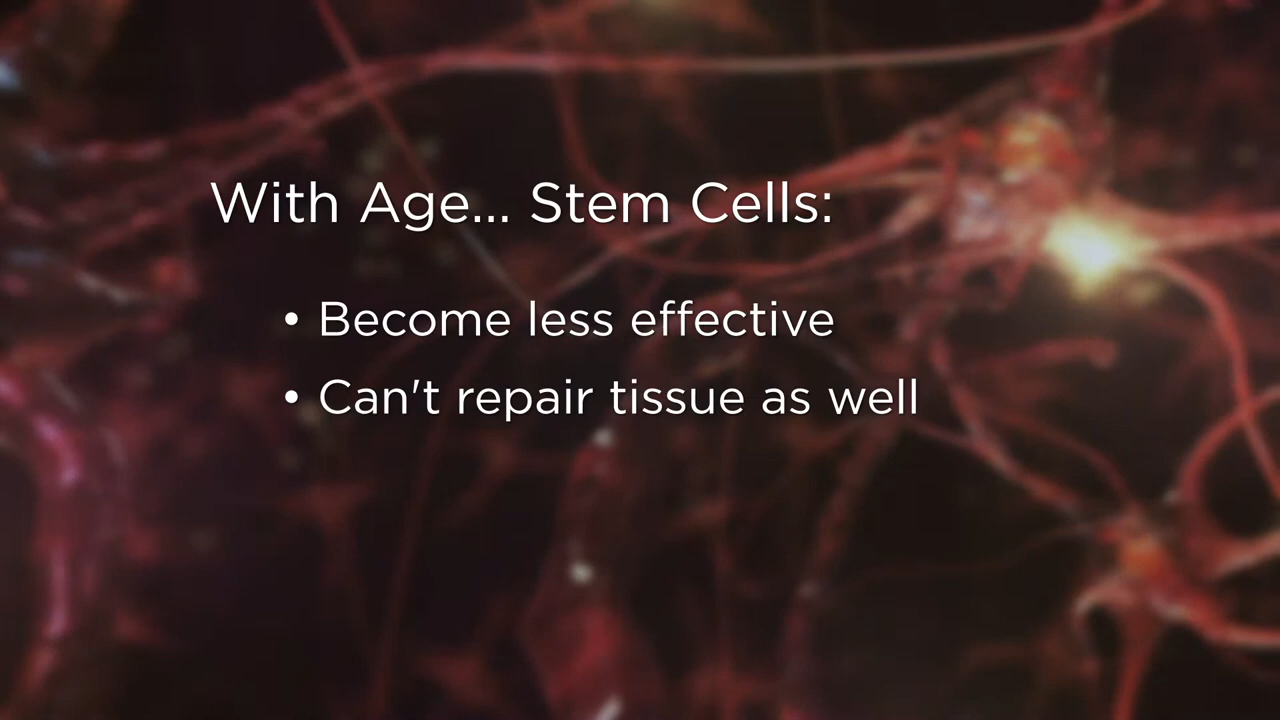 With Age... Stem Cells:
• Become less effective
• Can't repair tissue as well